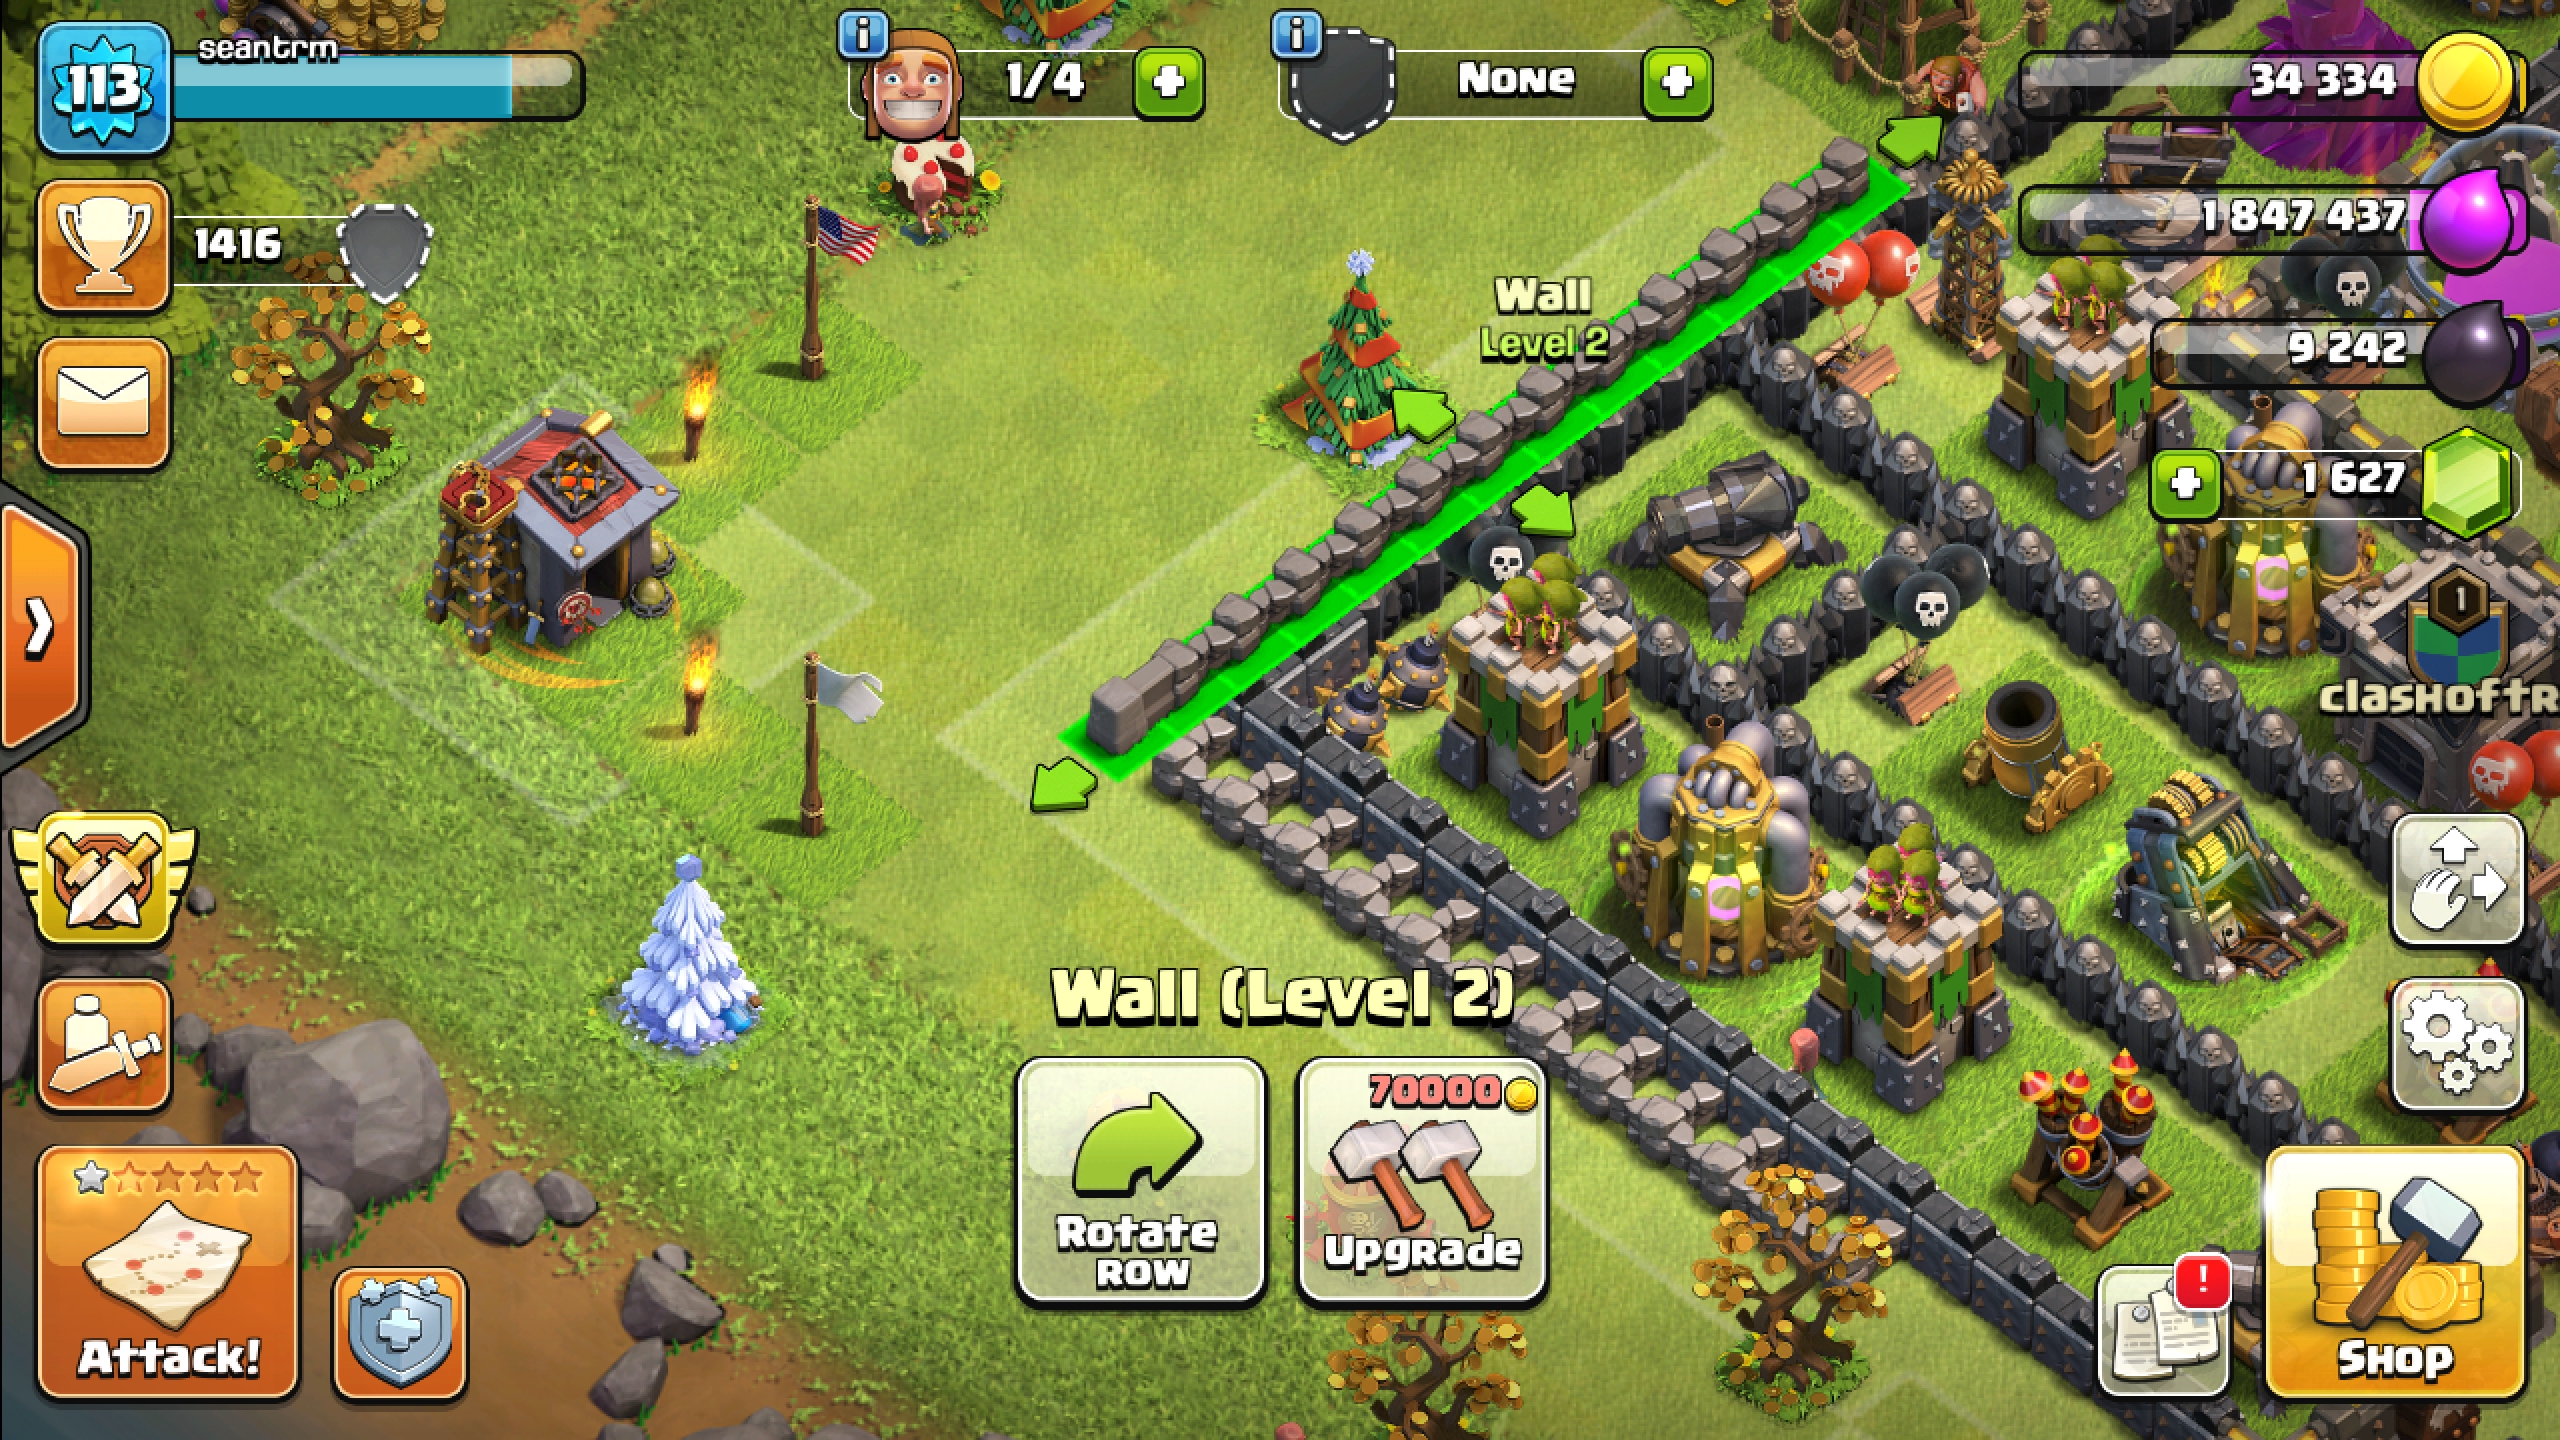 113
seantrm
1/4
None
34 334
1416
1 847 437
Wall
Level 2
9 242
1 627
1
clashoftr
Wall (Level 2)
70000
Rotate
row
Upgrade
!
Attack!
Shop